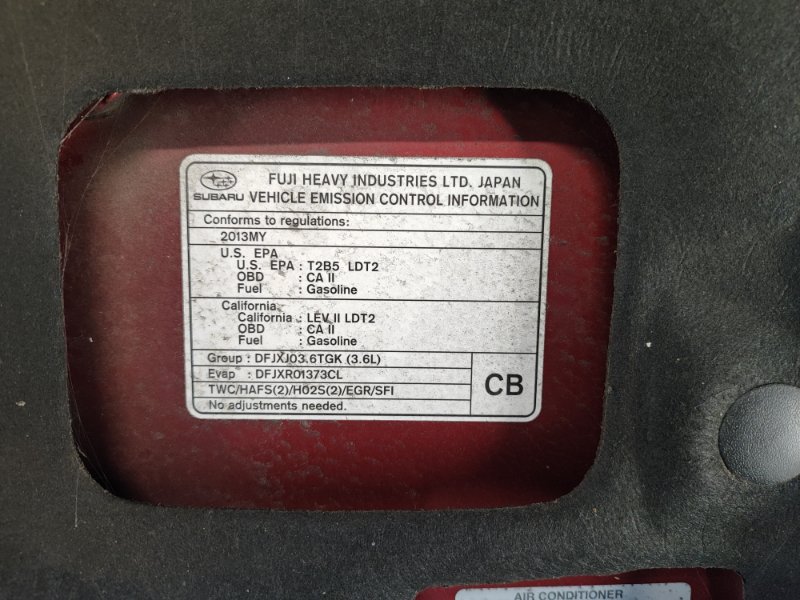 SUBARU
FUJI HEAVY INDUSTRIES LTD. JAPAN
VEHICLE EMISSION CONTROL INFORMATION
Conforms to regulations:
2013MY
U.S. EPA
U.S. EPA : T2B5 LDT2
OBD : CA II
Fuel : Gasoline
California
California : LEV II LDT2
OBD : CA II
Fuel : Gasoline
Group : DFJXJ03.6TGK (3.6L)
Evap : DFJXR01373CL
TWC/HAFS(2)/HO2S(2)/EGR/SFI
No adjustments needed.
CB
AIR CONDITIONER